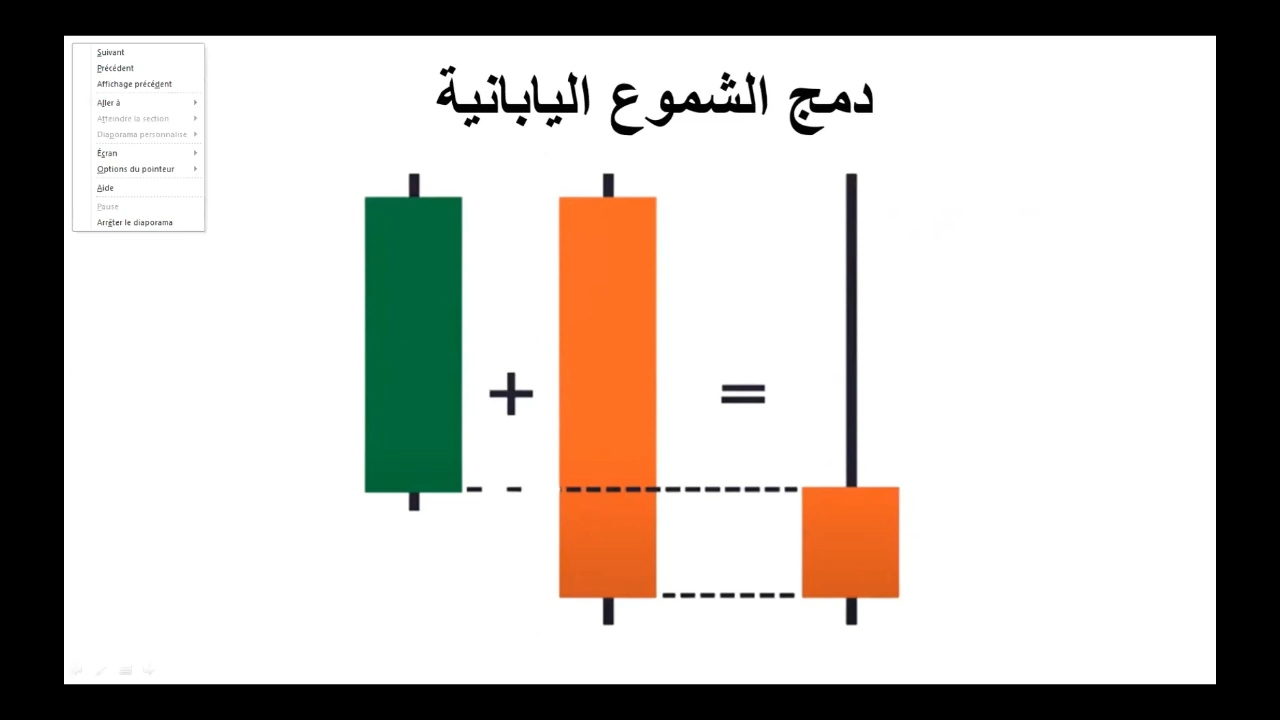 دمج الشموع اليابانية
Suivant
Précédent
Affichage précédent
Aller à
Atteindre la section
Diaporama personnalisé
Écran
Options du pointeur
Aide
Pause
Arrêter le diaporama
+
=